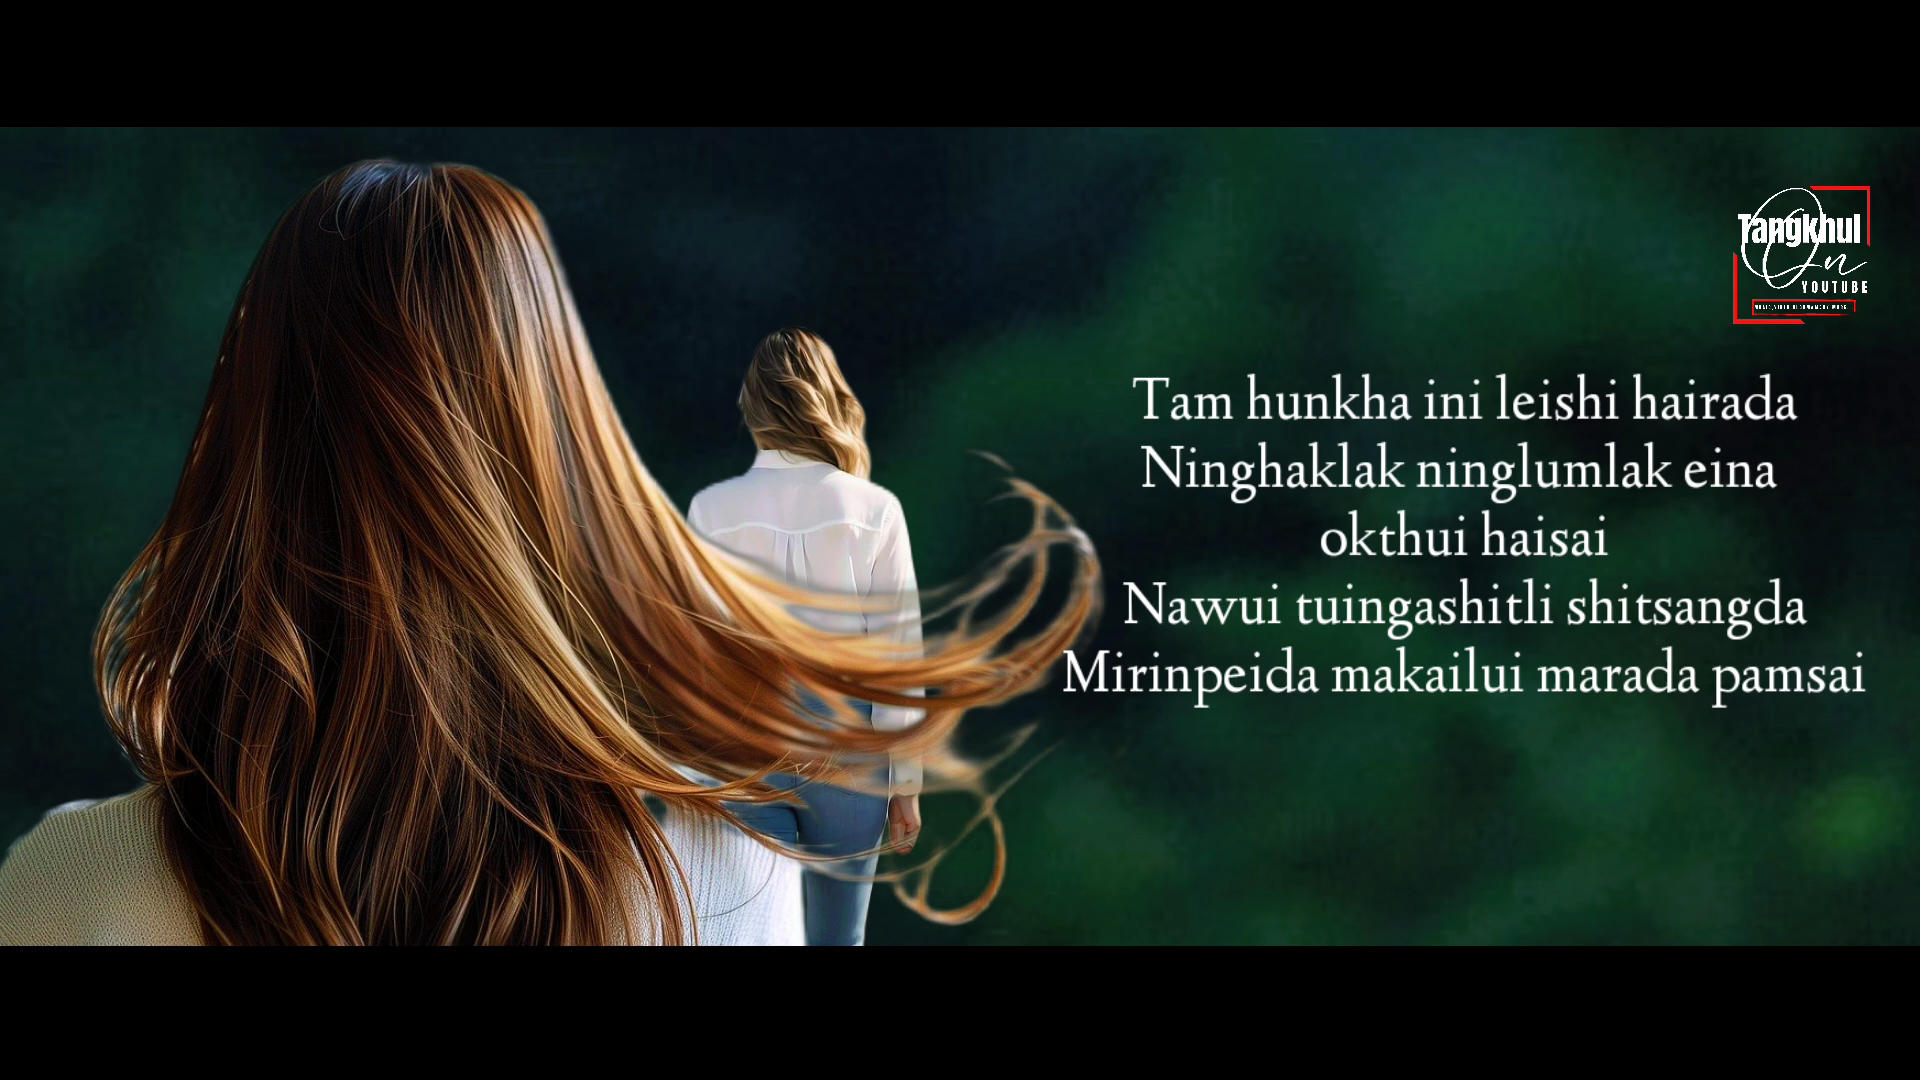 Tangkhul
On
YOUTUBE
Tam hunkha ini leishi hairada
Ninghaklak ninglumlak eina
okthui haisai
Nawui tuingashitli shitsangda
Mirinpeida makailui marada pamsai